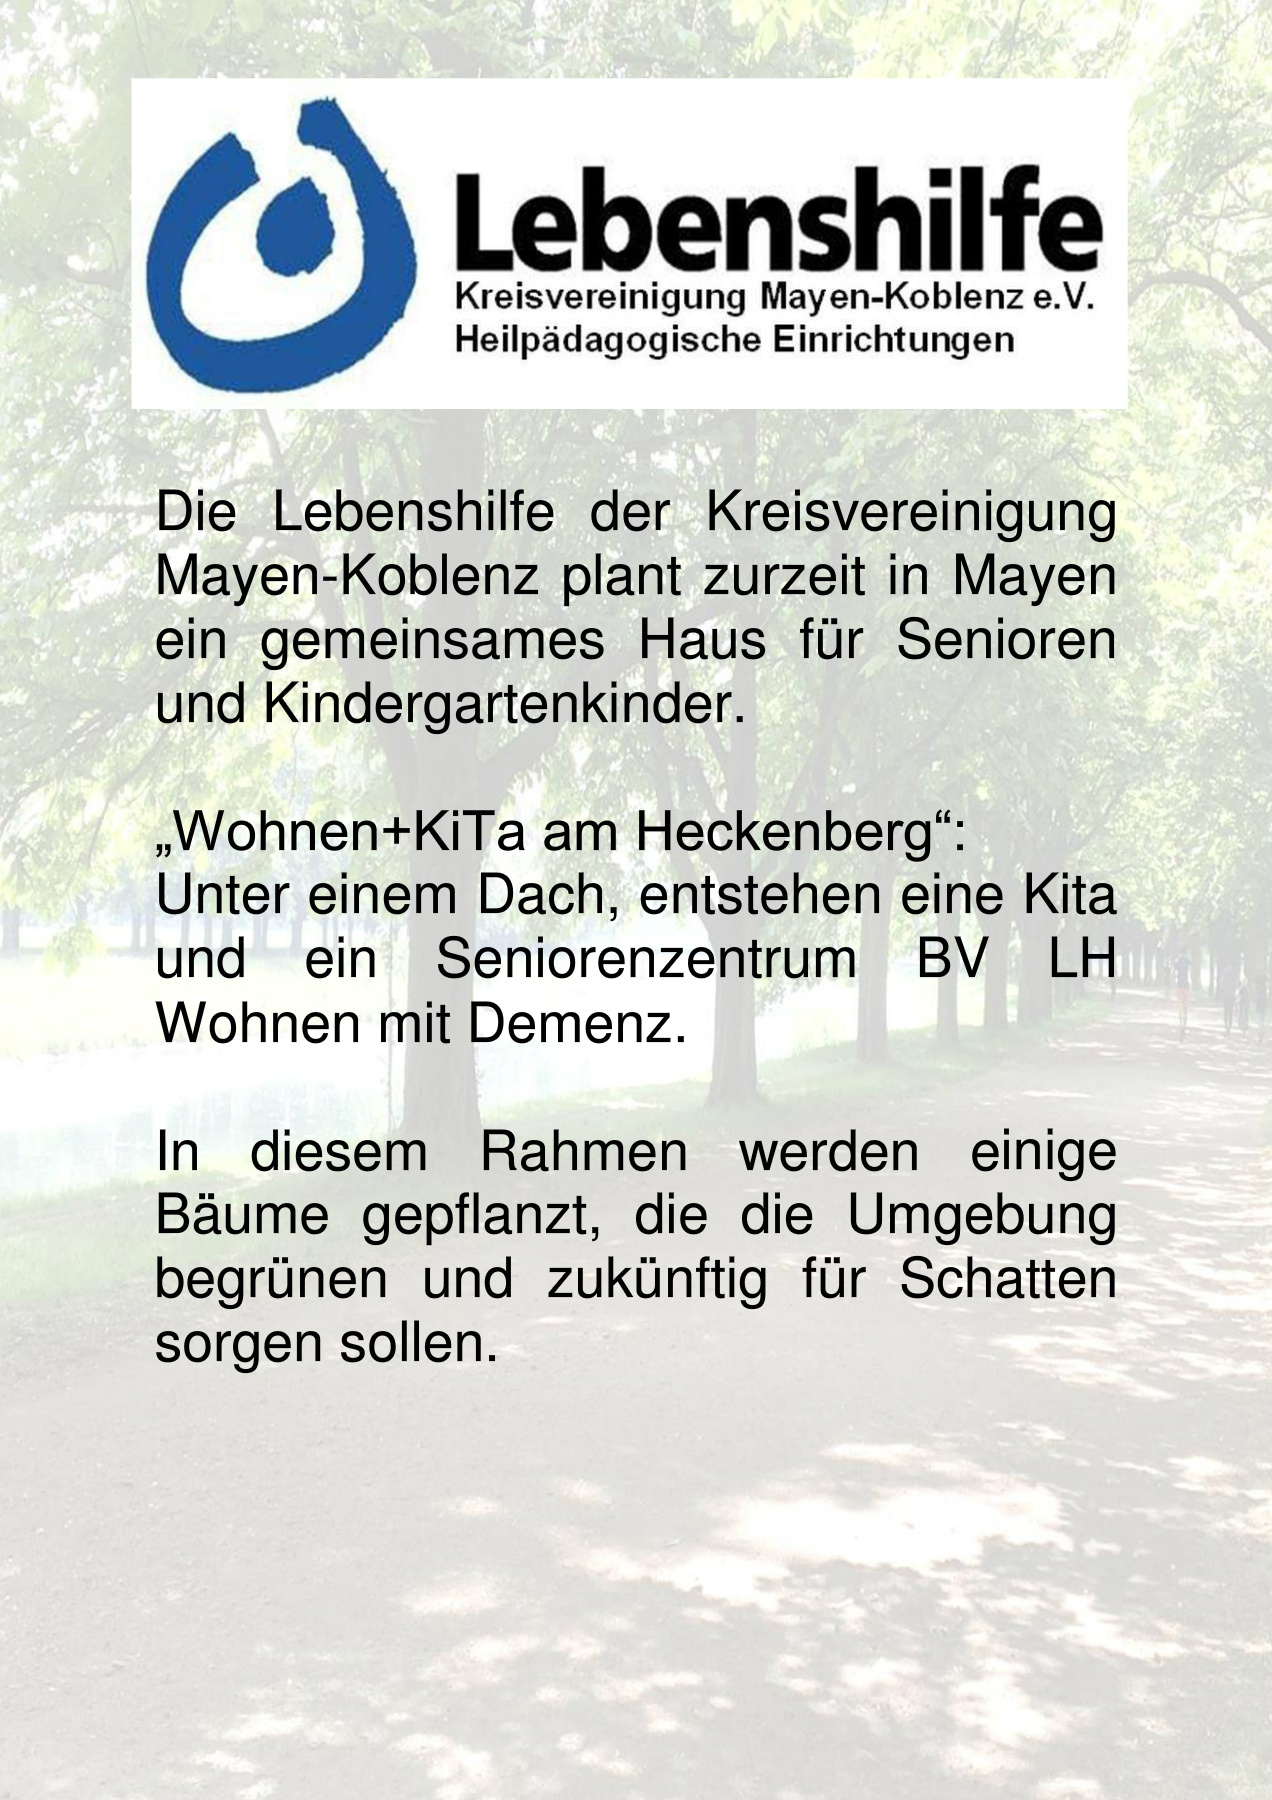 Lebenshilfe
Kreisvereinigung Mayen-Koblenz e.V.
Heilpädagogische Einrichtungen
Die Lebenshilfe der Kreisvereinigung
Mayen-Koblenz plant zurzeit in Mayen
ein gemeinsames Haus für Senioren
und Kindergartenkinder.
„Wohnen+KiTa am Heckenberg“:
Unter einem Dach, entstehen eine Kita
und ein Seniorenzentrum BV LH
Wohnen mit Demenz.
In diesem Rahmen werden einige
Bäume gepflanzt, die die Umgebung
begrünen und zukünftig für Schatten
sorgen sollen.